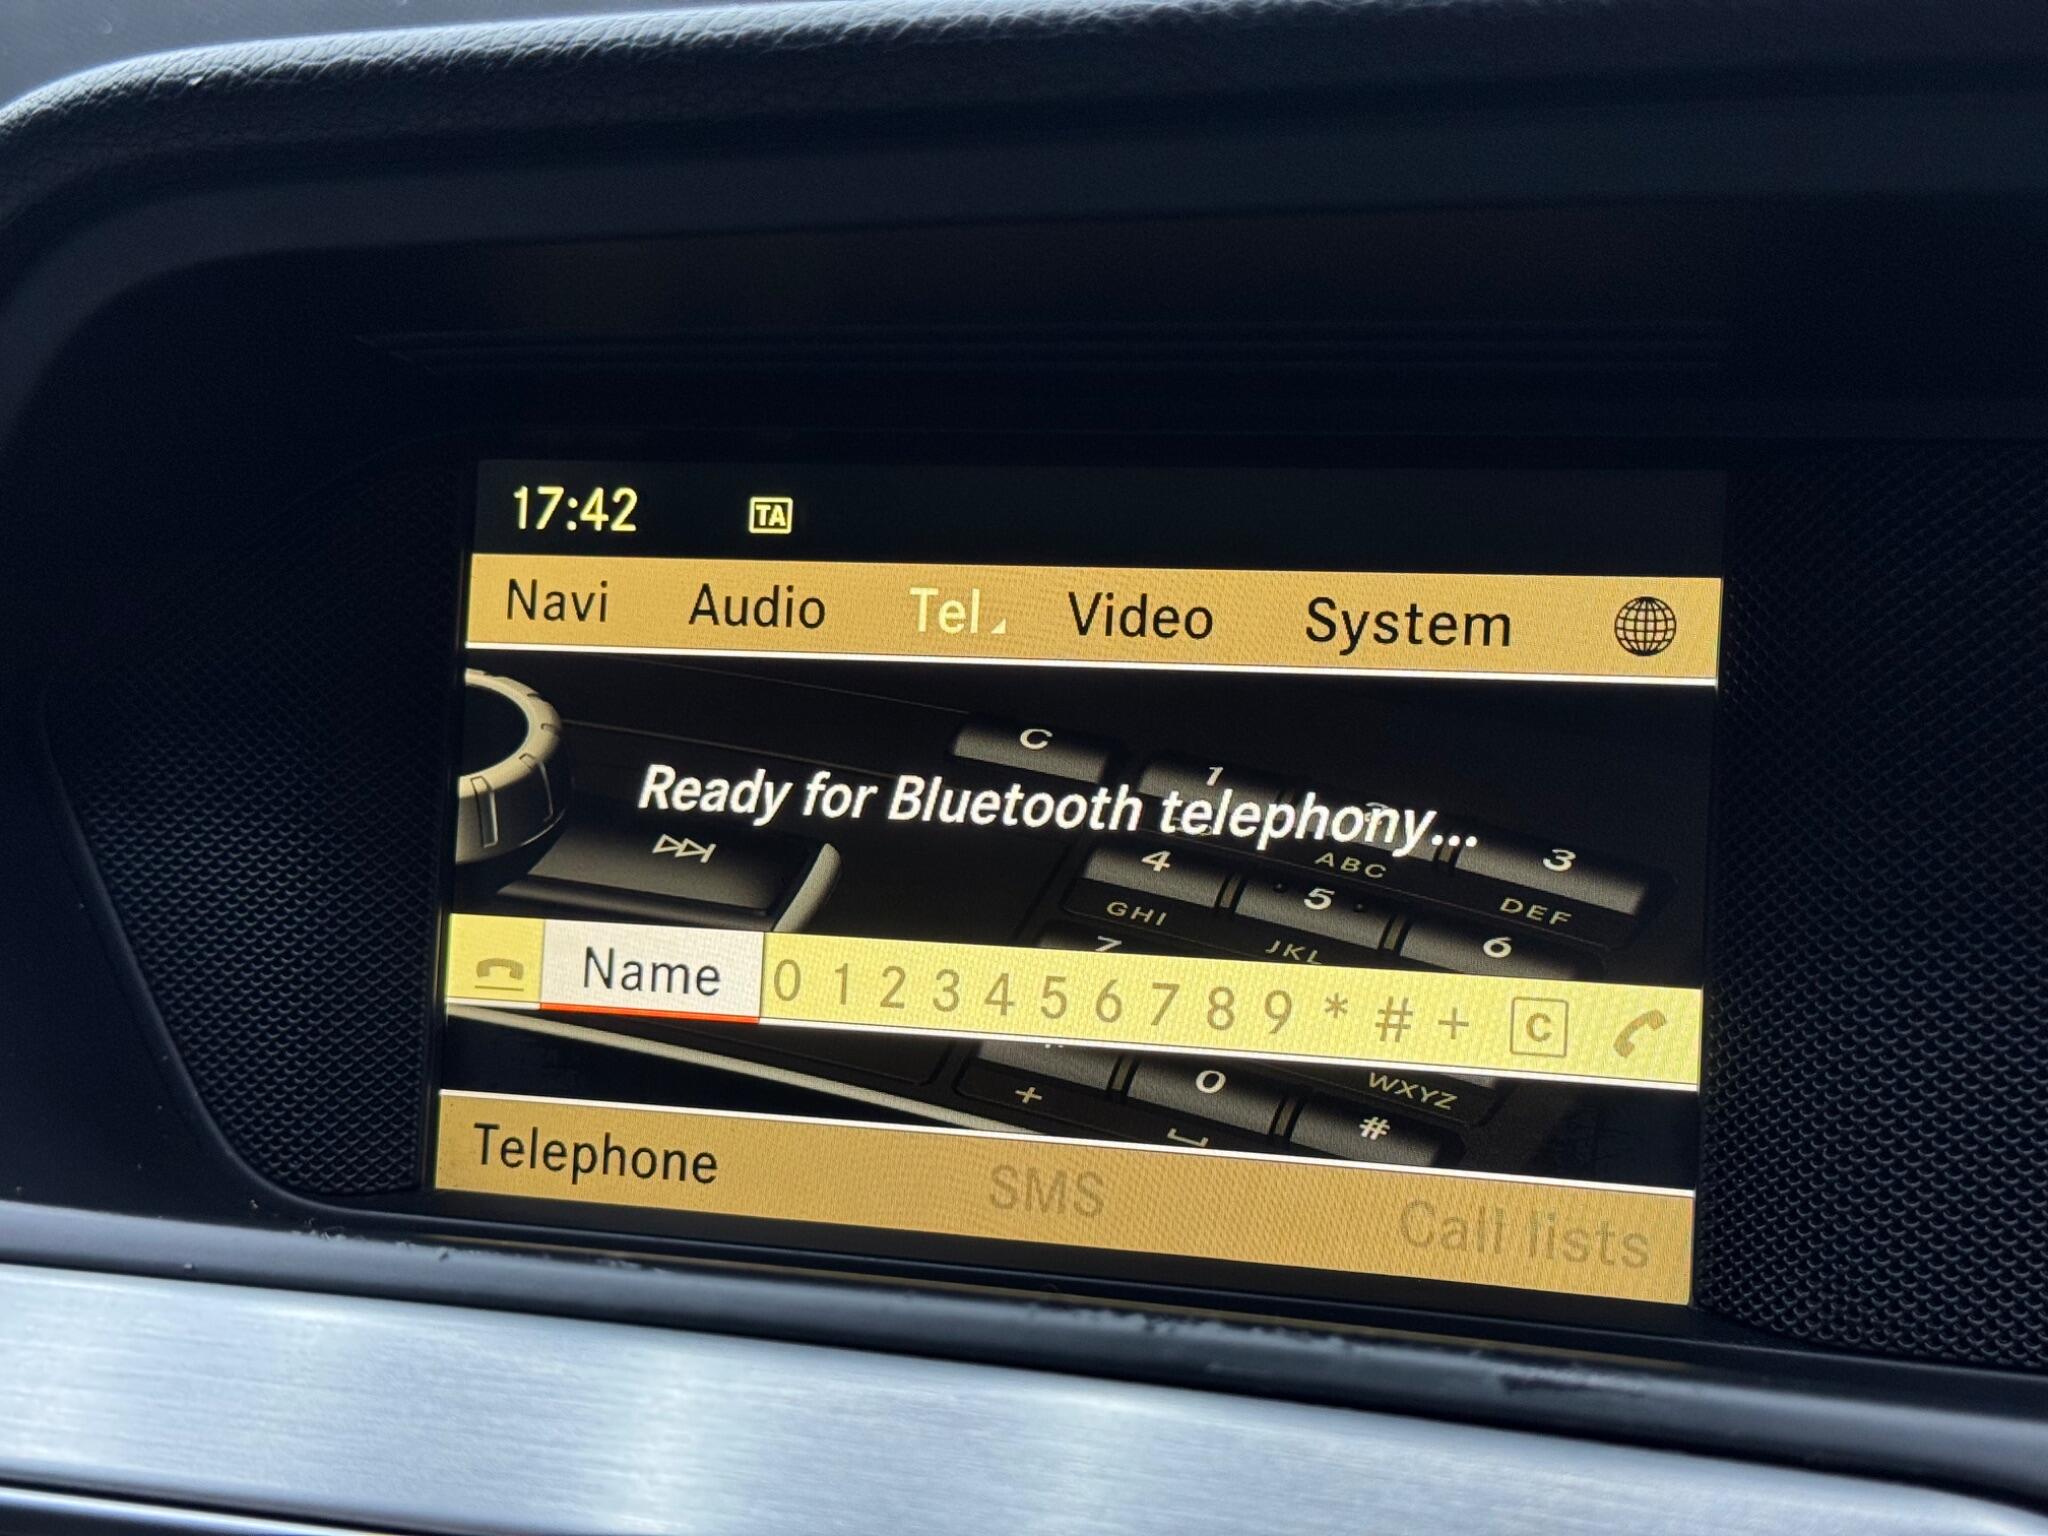 17:42 TA
Navi Audio Tel Video System
C
1
Ready for Bluetooth telephony...
4 ABC 3
GHI 5 DEF
7 JKL 6
Name 0 1 2 3 4 5 6 7 8 9 * # + C
+ 0 WXYZ
#
Telephone SMS Call lists